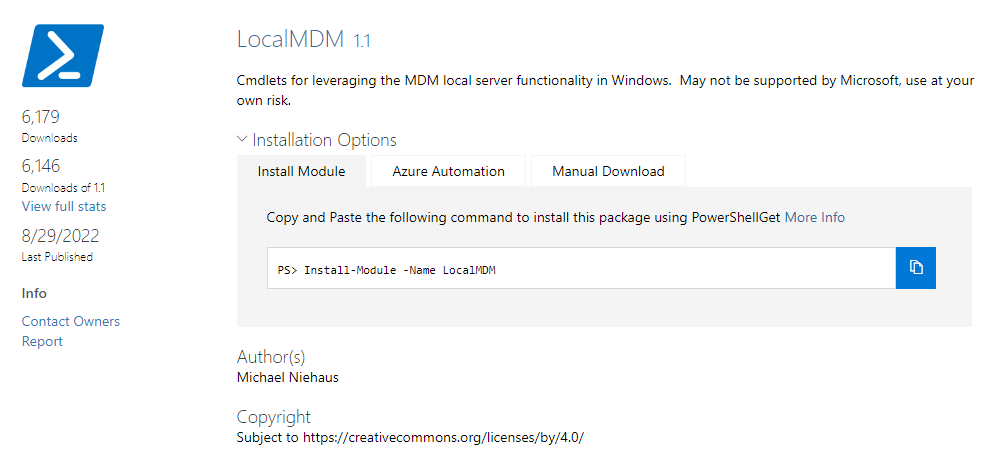 LocalMDM 1.1
Cmdlets for leveraging the MDM local server functionality in Windows.  May not be supported by Microsoft, use at your
own risk.
6,179
Downloads
6,146
Downloads of 1.1
View full stats
8/29/2022
Last Published
Info
Contact Owners
Report
Installation Options
Install Module
Azure Automation
Manual Download
Copy and Paste the following command to install this package using PowerShellGet More Info
PS> Install-Module -Name LocalMDM
Author(s)
Michael Niehaus
Copyright
Subject to https://creativecommons.org/licenses/by/4.0/